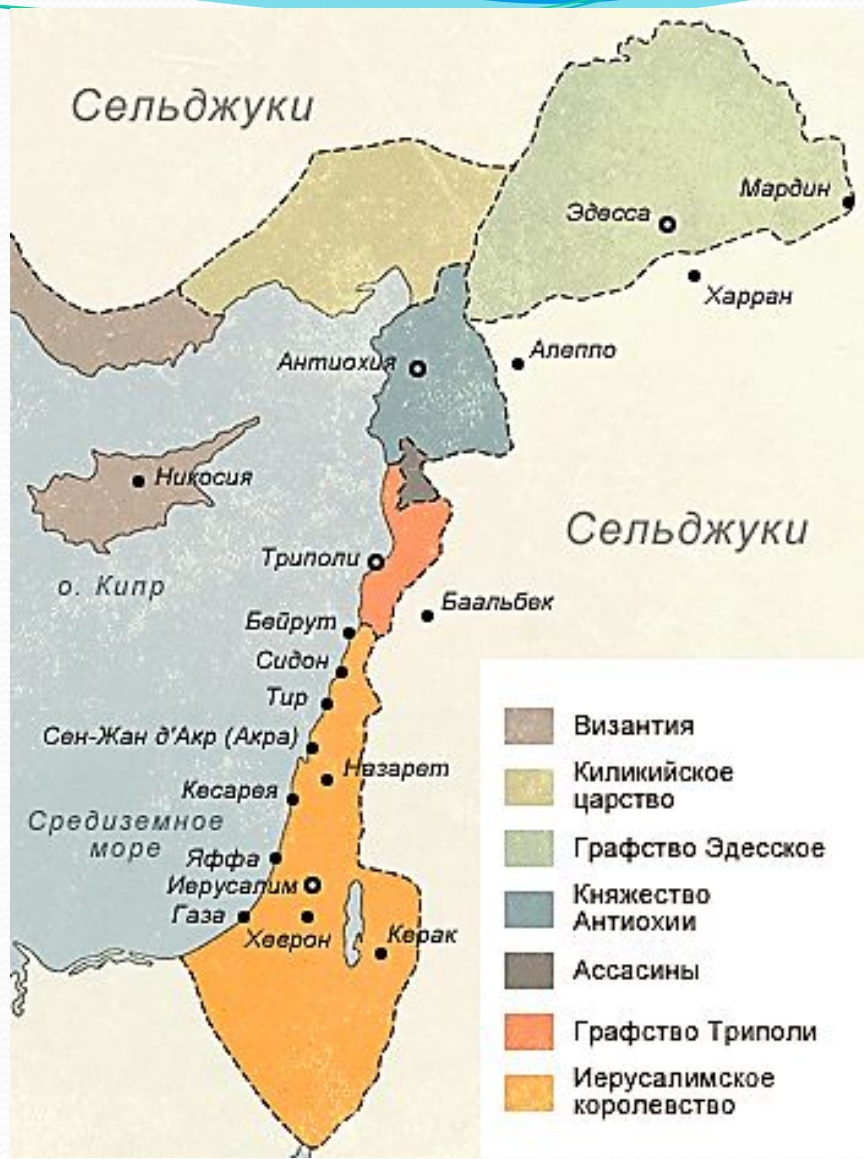 Сельджуки
Мардин
Эдесса
Харран
Антиохия
Алеппо
Никосия
Сельджуки
Триполи
о. Кипр
Баальбек
Бейрут
Сидон
Тир
Сен-Жан д'Акр (Акра)
Назарет
Кесарея
Средиземное
море
Яффа
Иерусалим
Газа
Хеврон
Керак
Византия
Киликийское
царство
Графство Эдесское
Княжество
Антиохии
Ассасины
Графство Триполи
Иерусалимское
королевство